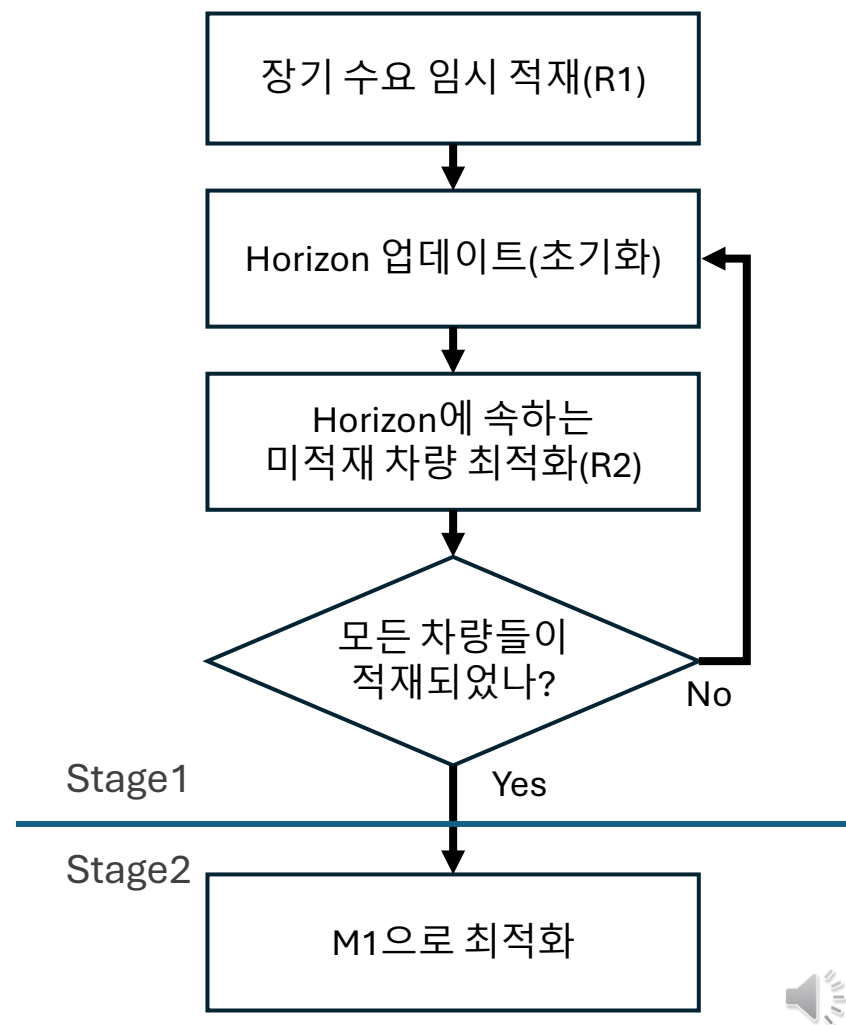 장기 수요 임시 적재(R1)
Horizon 업데이트(초기화)
Horizon에 속하는
미적재 차량 최적화(R2)
모든 차량들이
적재되었나?
No
Stage1
Yes
Stage2
M1으로 최적화